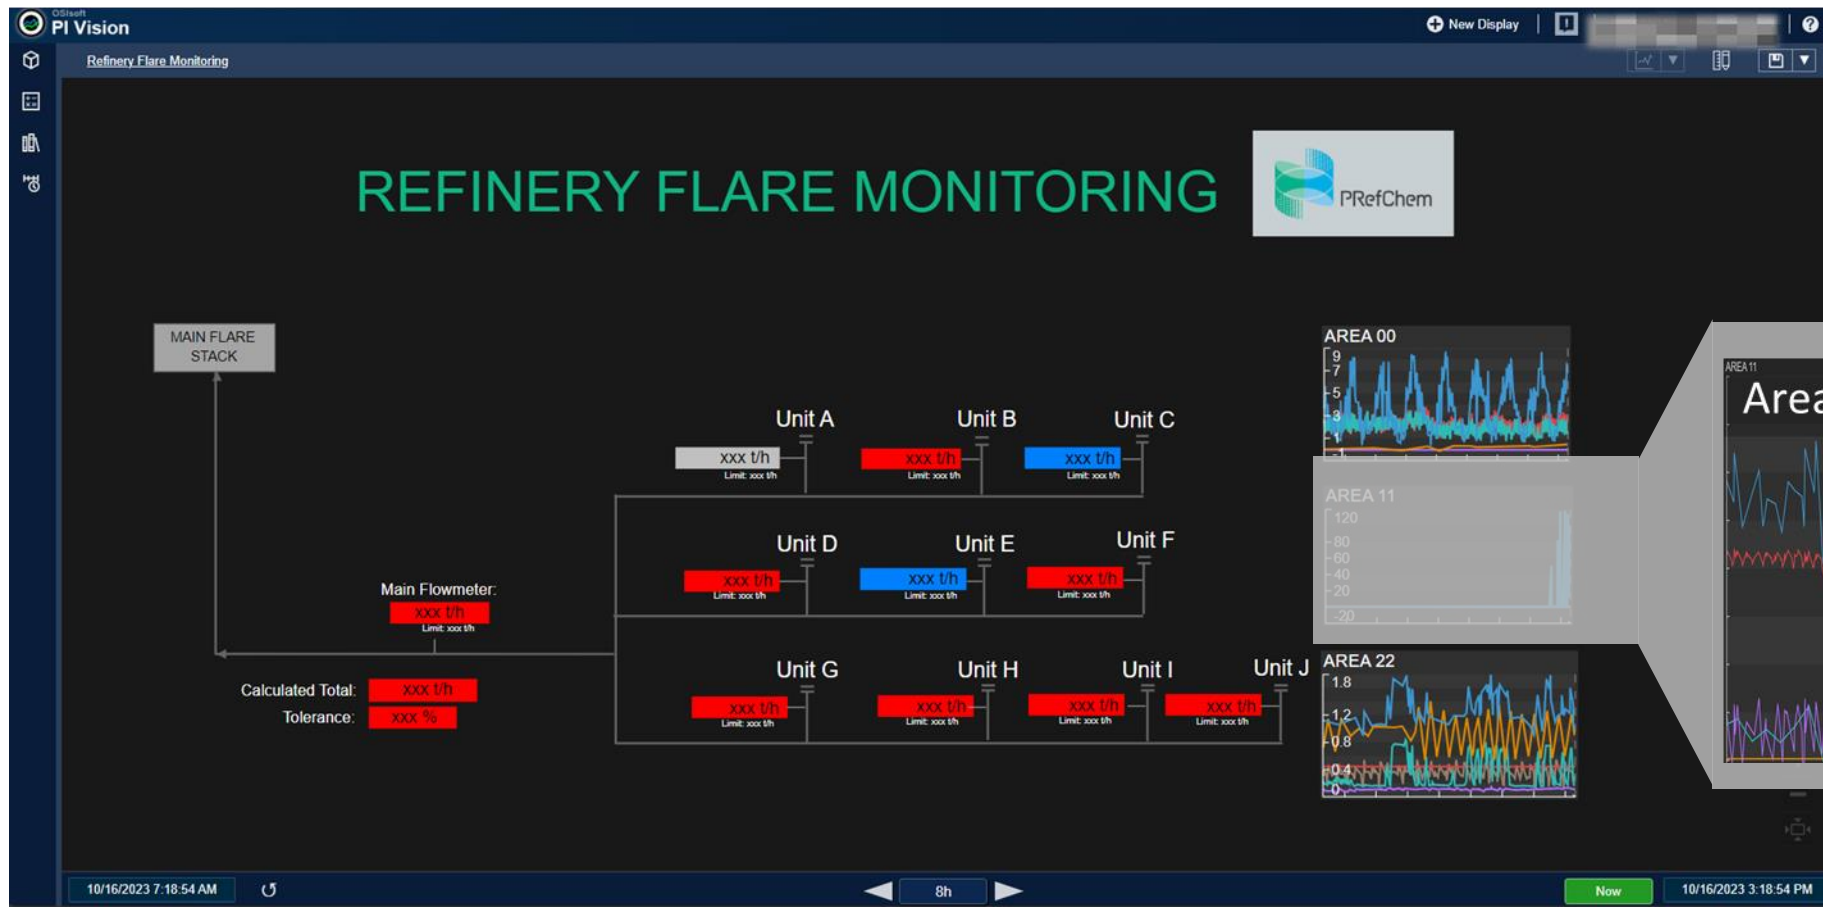 OSIsoft
PI Vision
New Display
Refinery Flare Monitoring
REFINERY FLARE MONITORING
PRefChem
MAIN FLARE
STACK
Unit A
xxx t/h
Limit: xxx t/h
Unit B
xxx t/h
Limit: xxx t/h
Unit C
xxx t/h
Limit: xxx t/h
Unit D
xxx t/h
Limit: xxx t/h
Unit E
xxx t/h
Limit: xxx t/h
Unit F
xxx t/h
Limit: xxx t/h
Main Flowmeter:
xxx t/h
Limit: xxx t/h
Calculated Total:
xxx t/h
Tolerance:
xxx %
Unit G
xxx t/h
Limit: xxx t/h
Unit H
xxx t/h
Limit: xxx t/h
Unit I
xxx t/h
Limit: xxx t/h
Unit J
xxx t/h
Limit: xxx t/h
AREA 00
9
7
5
3
1
-1
AREA 11
120
80
60
40
20
-20
AREA 22
1.8
1.2
0.8
0.4
0
AREA 11
Area
10/16/2023 7:18:54 AM
8h
Now
10/16/2023 3:18:54 PM